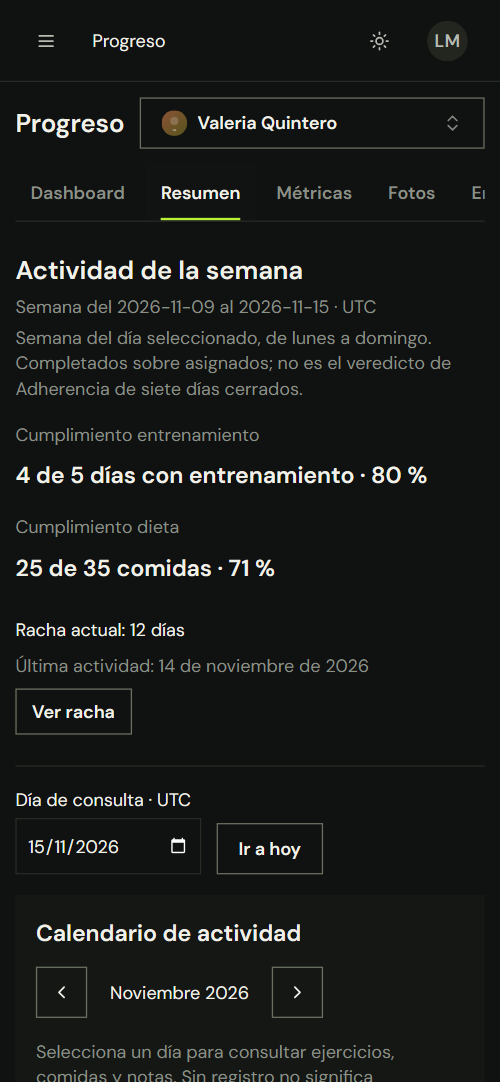 Progreso
LM
Progreso
Valeria Quintero
Dashboard Resumen Métricas Fotos
Actividad de la semana
Semana del 2026-11-09 al 2026-11-15 · UTC
Semana del día seleccionado, de lunes a domingo.
Completados sobre asignados; no es el veredicto de
Adherencia de siete días cerrados.
Cumplimiento entrenamiento
4 de 5 días con entrenamiento · 80 %
Cumplimiento dieta
25 de 35 comidas · 71 %
Racha actual: 12 días
Última actividad: 14 de noviembre de 2026
Ver racha
Día de consulta · UTC
15/11/2026
Ir a hoy
Calendario de actividad
Noviembre 2026
Selecciona un día para consultar ejercicios,
comidas y notas. Sin registro no significa